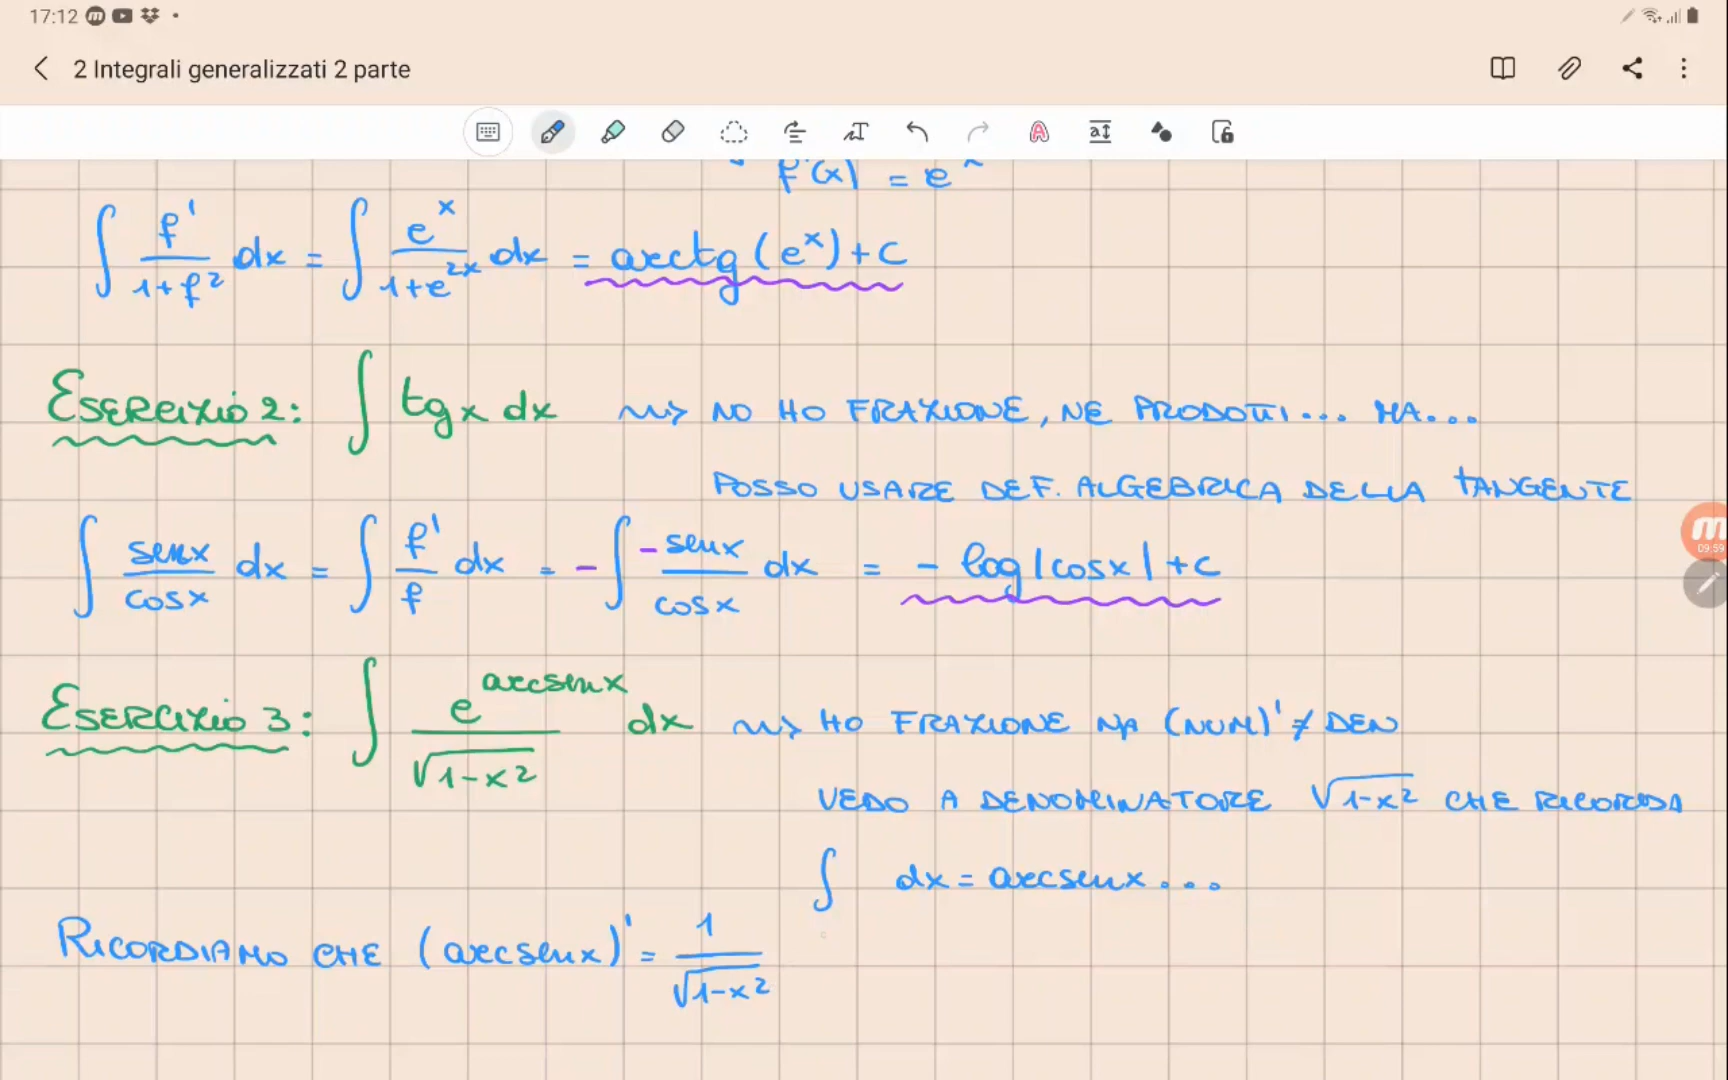 17:12
2 Integrali generalizzati 2 parte
f'(x) = e^x
∫ f'/(1+f²) dx = ∫ e^x/(1+e^2x) dx = arctg(e^x)+c
ESERCIZIO 2: ∫ tgx dx ⇝ NO HO FRAZIONE, NE PRODOTTI... MA...
POSSO USARE DEF. ALGEBRICA DELLA TANGENTE
∫ senx/cosx dx = ∫ f'/f dx = -∫ -senx/cosx dx = - log|cosx|+c
09:59
ESERCIZIO 3: ∫ e^arcsenx/√(1-x²) dx ⇝ HO FRAZIONE MA (NUM)' ≠ DEN
VEDO A DENOMINATORE √(1-x²) CHE RICORDA
∫ dx = arcsenx...
RICORDIAMO CHE (arcsenx)' = 1/√(1-x²)